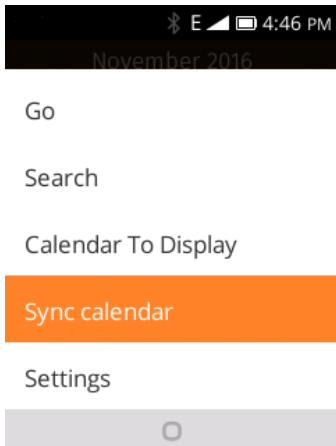 E 4:46 PM
November 2016
Go
Search
Calendar To Display
Sync calendar
Settings